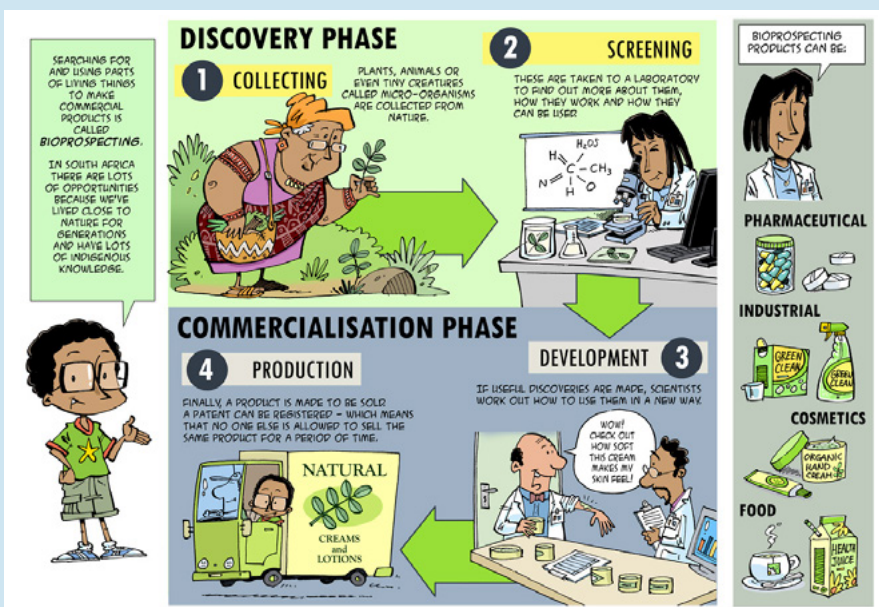 SEARCHING FOR
AND USING PARTS
OF LIVING THINGS
TO MAKE
COMMERCIAL
PRODUCTS IS
CALLED
BIOPROSPECTING.
IN SOUTH AFRICA
THERE ARE LOTS
OF OPPORTUNITIES
BECAUSE WE'VE
LIVED CLOSE TO
NATURE FOR
GENERATIONS
AND HAVE LOTS
OF INDIGENOUS
KNOWLEDGE.
DISCOVERY PHASE
1 COLLECTING
PLANTS, ANIMALS OR
EVEN TINY CREATURES
CALLED MICRO-ORGANISMS
ARE COLLECTED FROM
NATURE.
2 SCREENING
THESE ARE TAKEN TO A LABORATORY
TO FIND OUT MORE ABOUT THEM,
HOW THEY WORK AND HOW THEY
CAN BE USED.
H₂DS
H C CH₃
N H O
COMMERCIALISATION PHASE
DEVELOPMENT 3
IF USEFUL DISCOVERIES ARE MADE, SCIENTISTS
WORK OUT HOW TO USE THEM IN A NEW WAY.
WOW!
CHECK OUT
HOW SOFT
THIS CREAM
MAKES MY
SKIN FEEL!
4 PRODUCTION
FINALLY, A PRODUCT IS MADE TO BE SOLD.
A PATENT CAN BE REGISTERED – WHICH MEANS
THAT NO ONE ELSE IS ALLOWED TO SELL THE
SAME PRODUCT FOR A PERIOD OF TIME.
NATURAL
CREAMS
and
LOTIONS
BIOPROSPECTING
PRODUCTS CAN BE:
PHARMACEUTICAL
INDUSTRIAL
GREEN
CLEAN
GREEN
CLEAN
COSMETICS
ORGANIC
HAND
CREAM
FOOD
HEALTH
JUICE